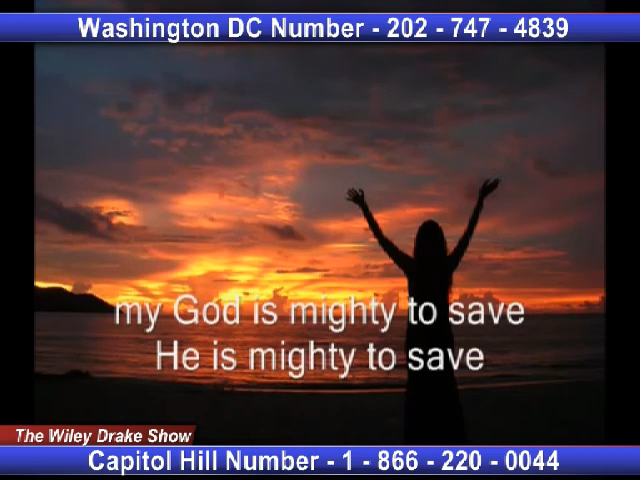 Washington DC Number - 202 - 747 - 4839
my God is mighty to save
He is mighty to save
The Wiley Drake Show
Capitol Hill Number - 1 - 866 - 220 - 0044